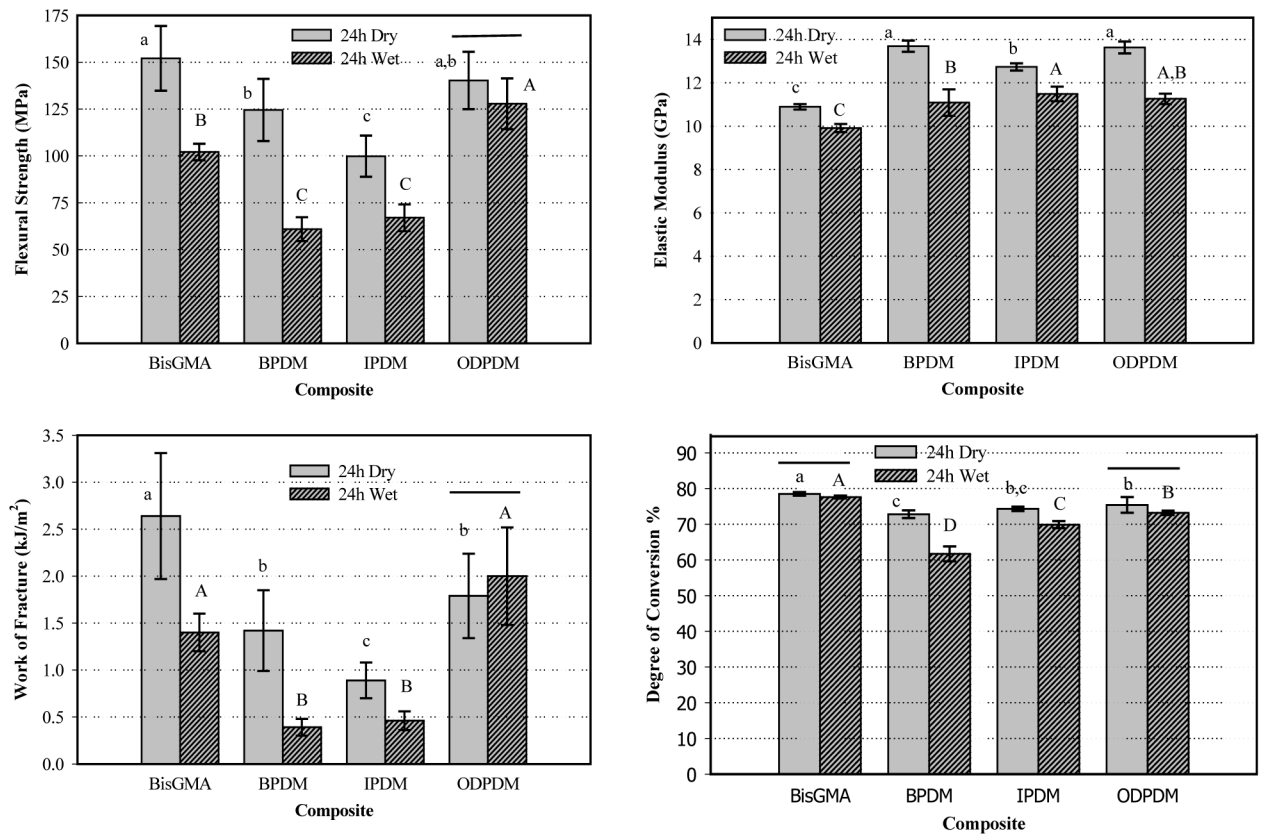 175
150
125
100
75
50
25
0
Flexural Strength (MPa)
24h Dry
24h Wet
a
B
b
C
c
C
a,b
A
BisGMA BPDM IPDM ODPDM
Composite
14
12
10
8
6
4
2
0
Elastic Modulus (GPa)
24h Dry
24h Wet
c
C
a
B
b
A
a
A,B
BisGMA BPDM IPDM ODPDM
Composite
3.5
3.0
2.5
2.0
1.5
1.0
0.5
0.0
Work of Fracture (kJ/m²)
24h Dry
24h Wet
a
A
b
B
c
B
b
A
BisGMA BPDM IPDM ODPDM
Composite
90
80
70
60
50
40
30
20
10
0
Degree of Conversion %
24h Dry
24h Wet
a
A
c
D
b,c
C
b
B
BisGMA BPDM IPDM ODPDM
Composite